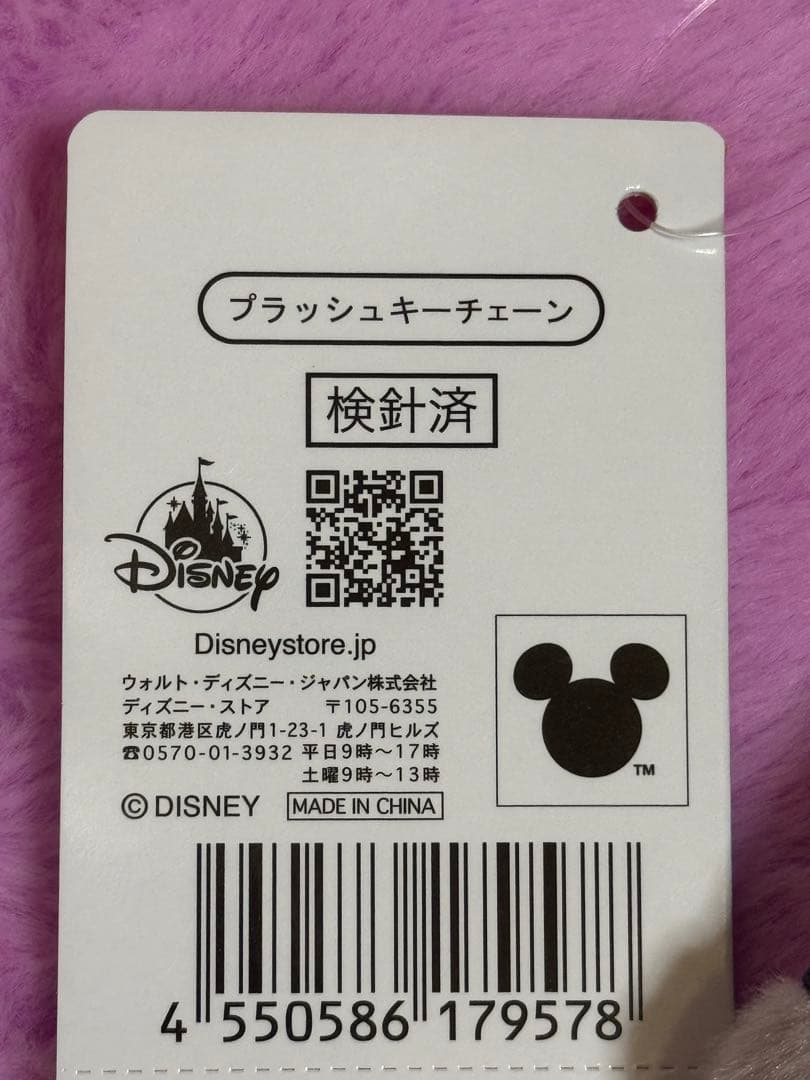 プラッシュキーチェーン
検針済
Disney
Disneystore.jp
ウォルト・ディズニー・ジャパン株式会社
ディズニー・ストア 〒105-6355
東京都港区虎ノ門1-23-1 虎ノ門ヒルズ
☎0570-01-3932 平日9時～17時
土曜9時～13時
©DISNEY MADE IN CHINA
TM
4 550586 179578